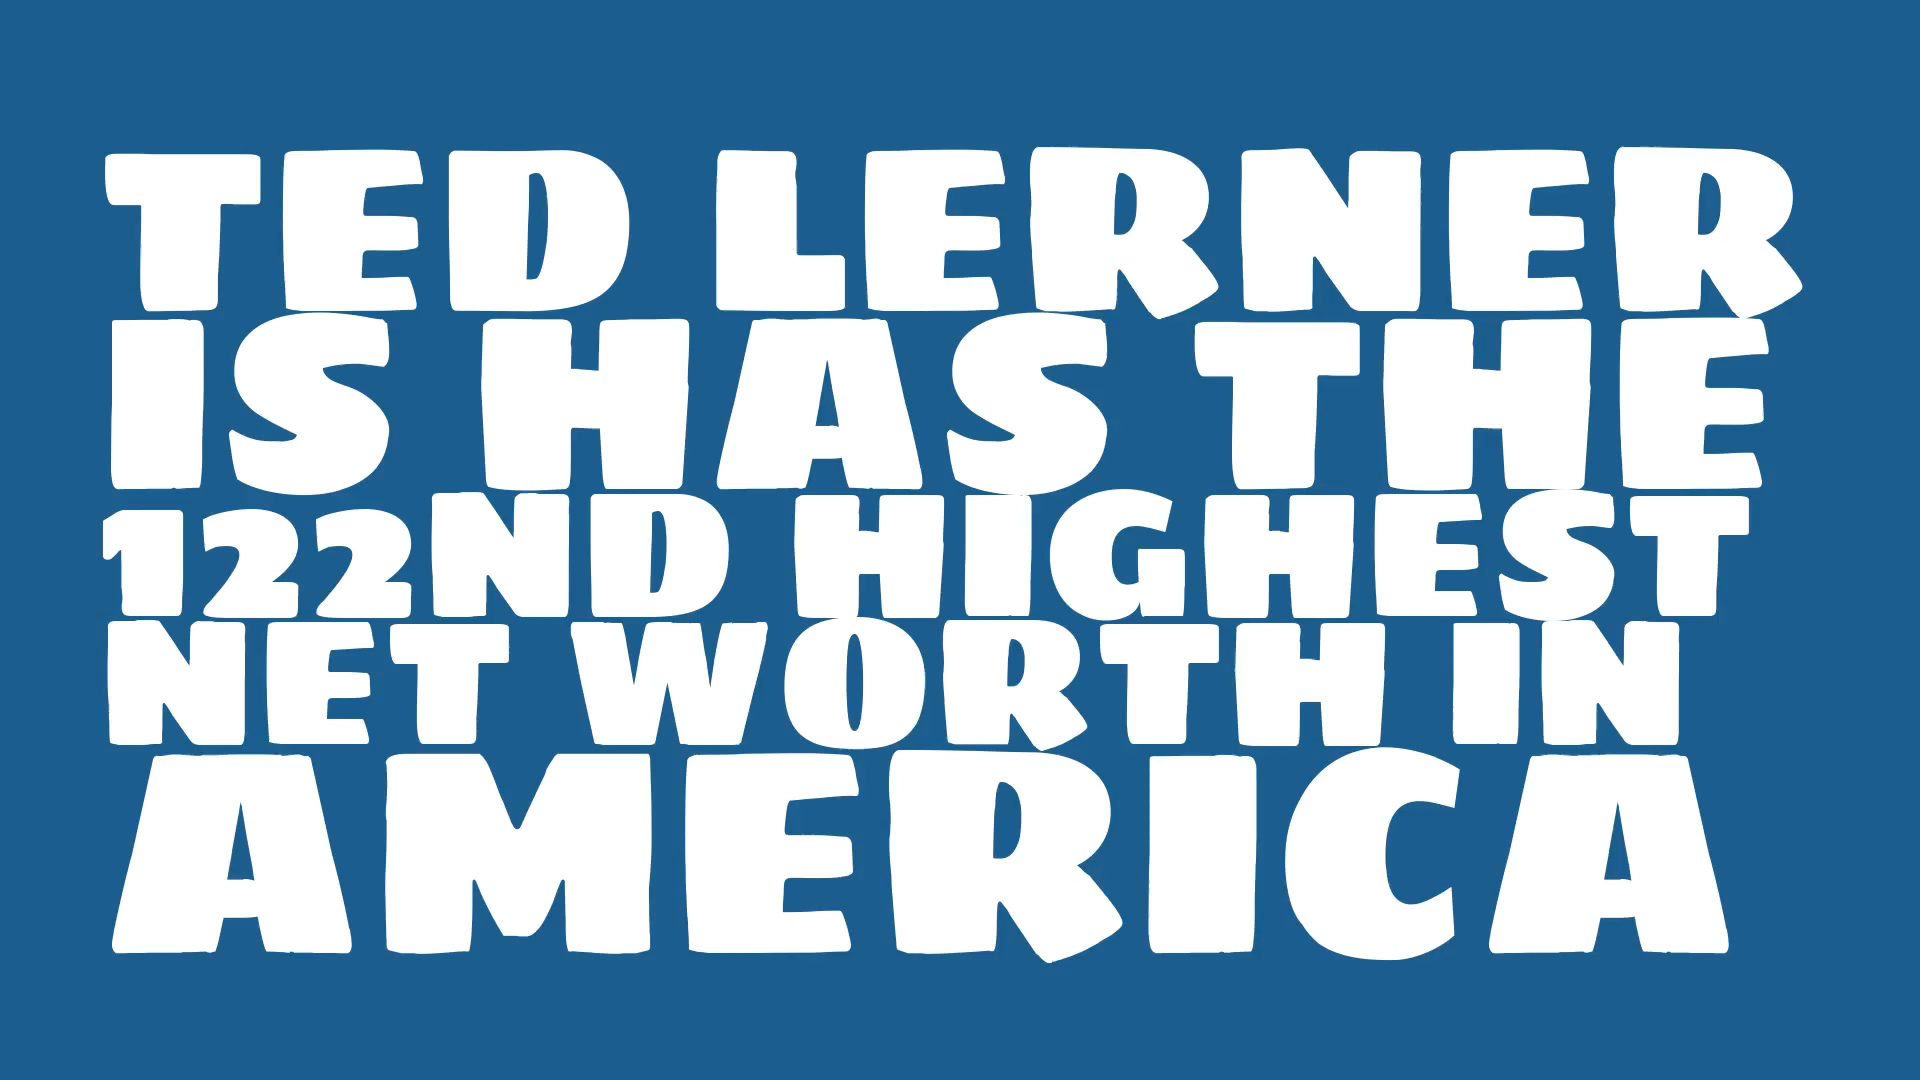 TED LERNER
IS HAS THE
122ND HIGHEST
NET WORTH IN
AMERICA